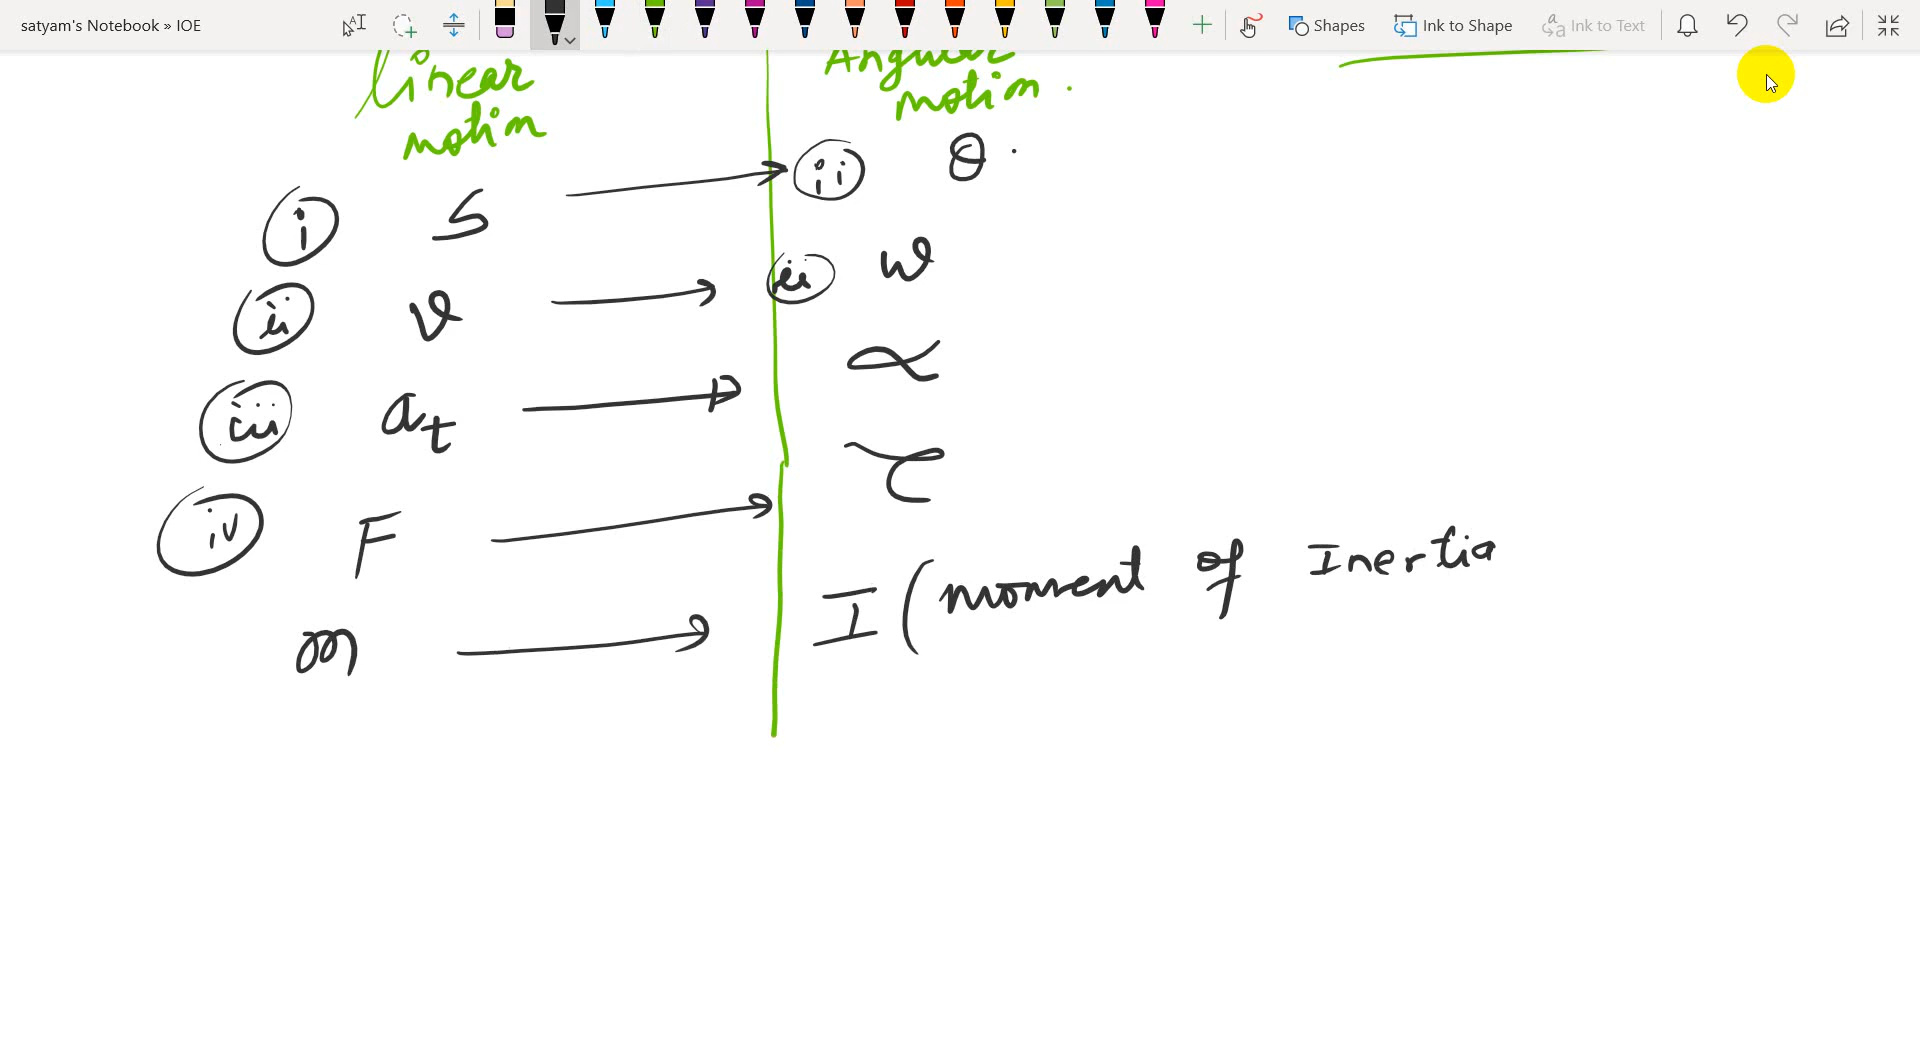 satyam's Notebook » IOE
Shapes
Ink to Shape
Ink to Text
linear
motion
Angular
motion.
i S → ii θ.
ii v → ii ω
iii a_t → α
iv F → τ
m → I (moment of Inertia